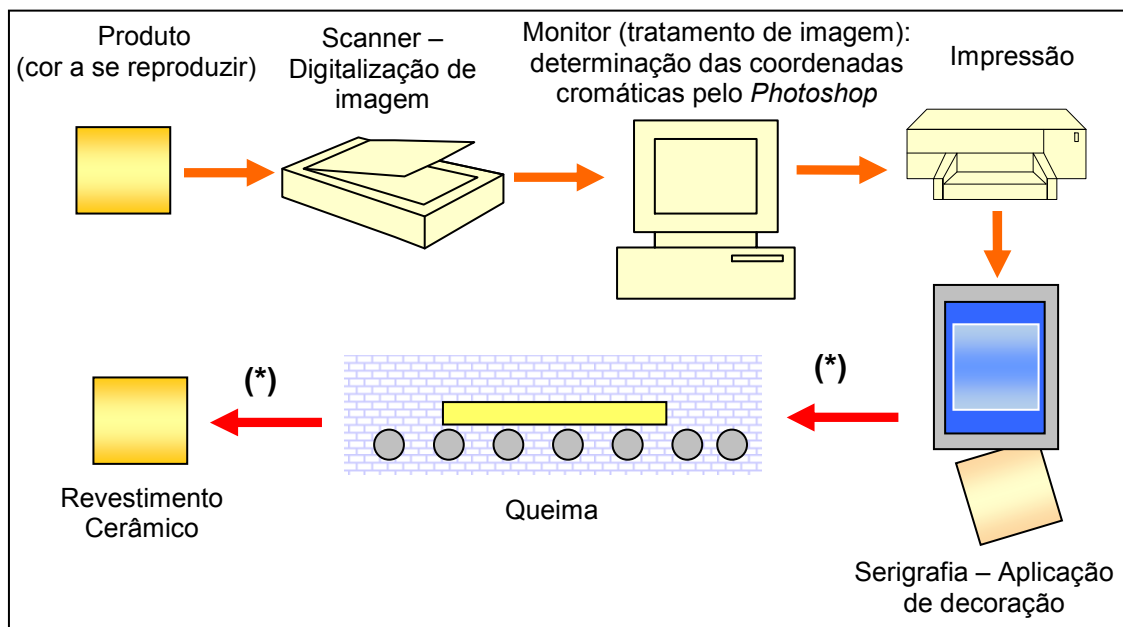 Produto
(cor a se reproduzir)
Scanner –
Digitalização de
imagem
Monitor (tratamento de imagem):
determinação das coordenadas
cromáticas pelo Photoshop
Impressão
(*)
(*)
Revestimento
Cerâmico
Queima
Serigrafia – Aplicação
de decoração